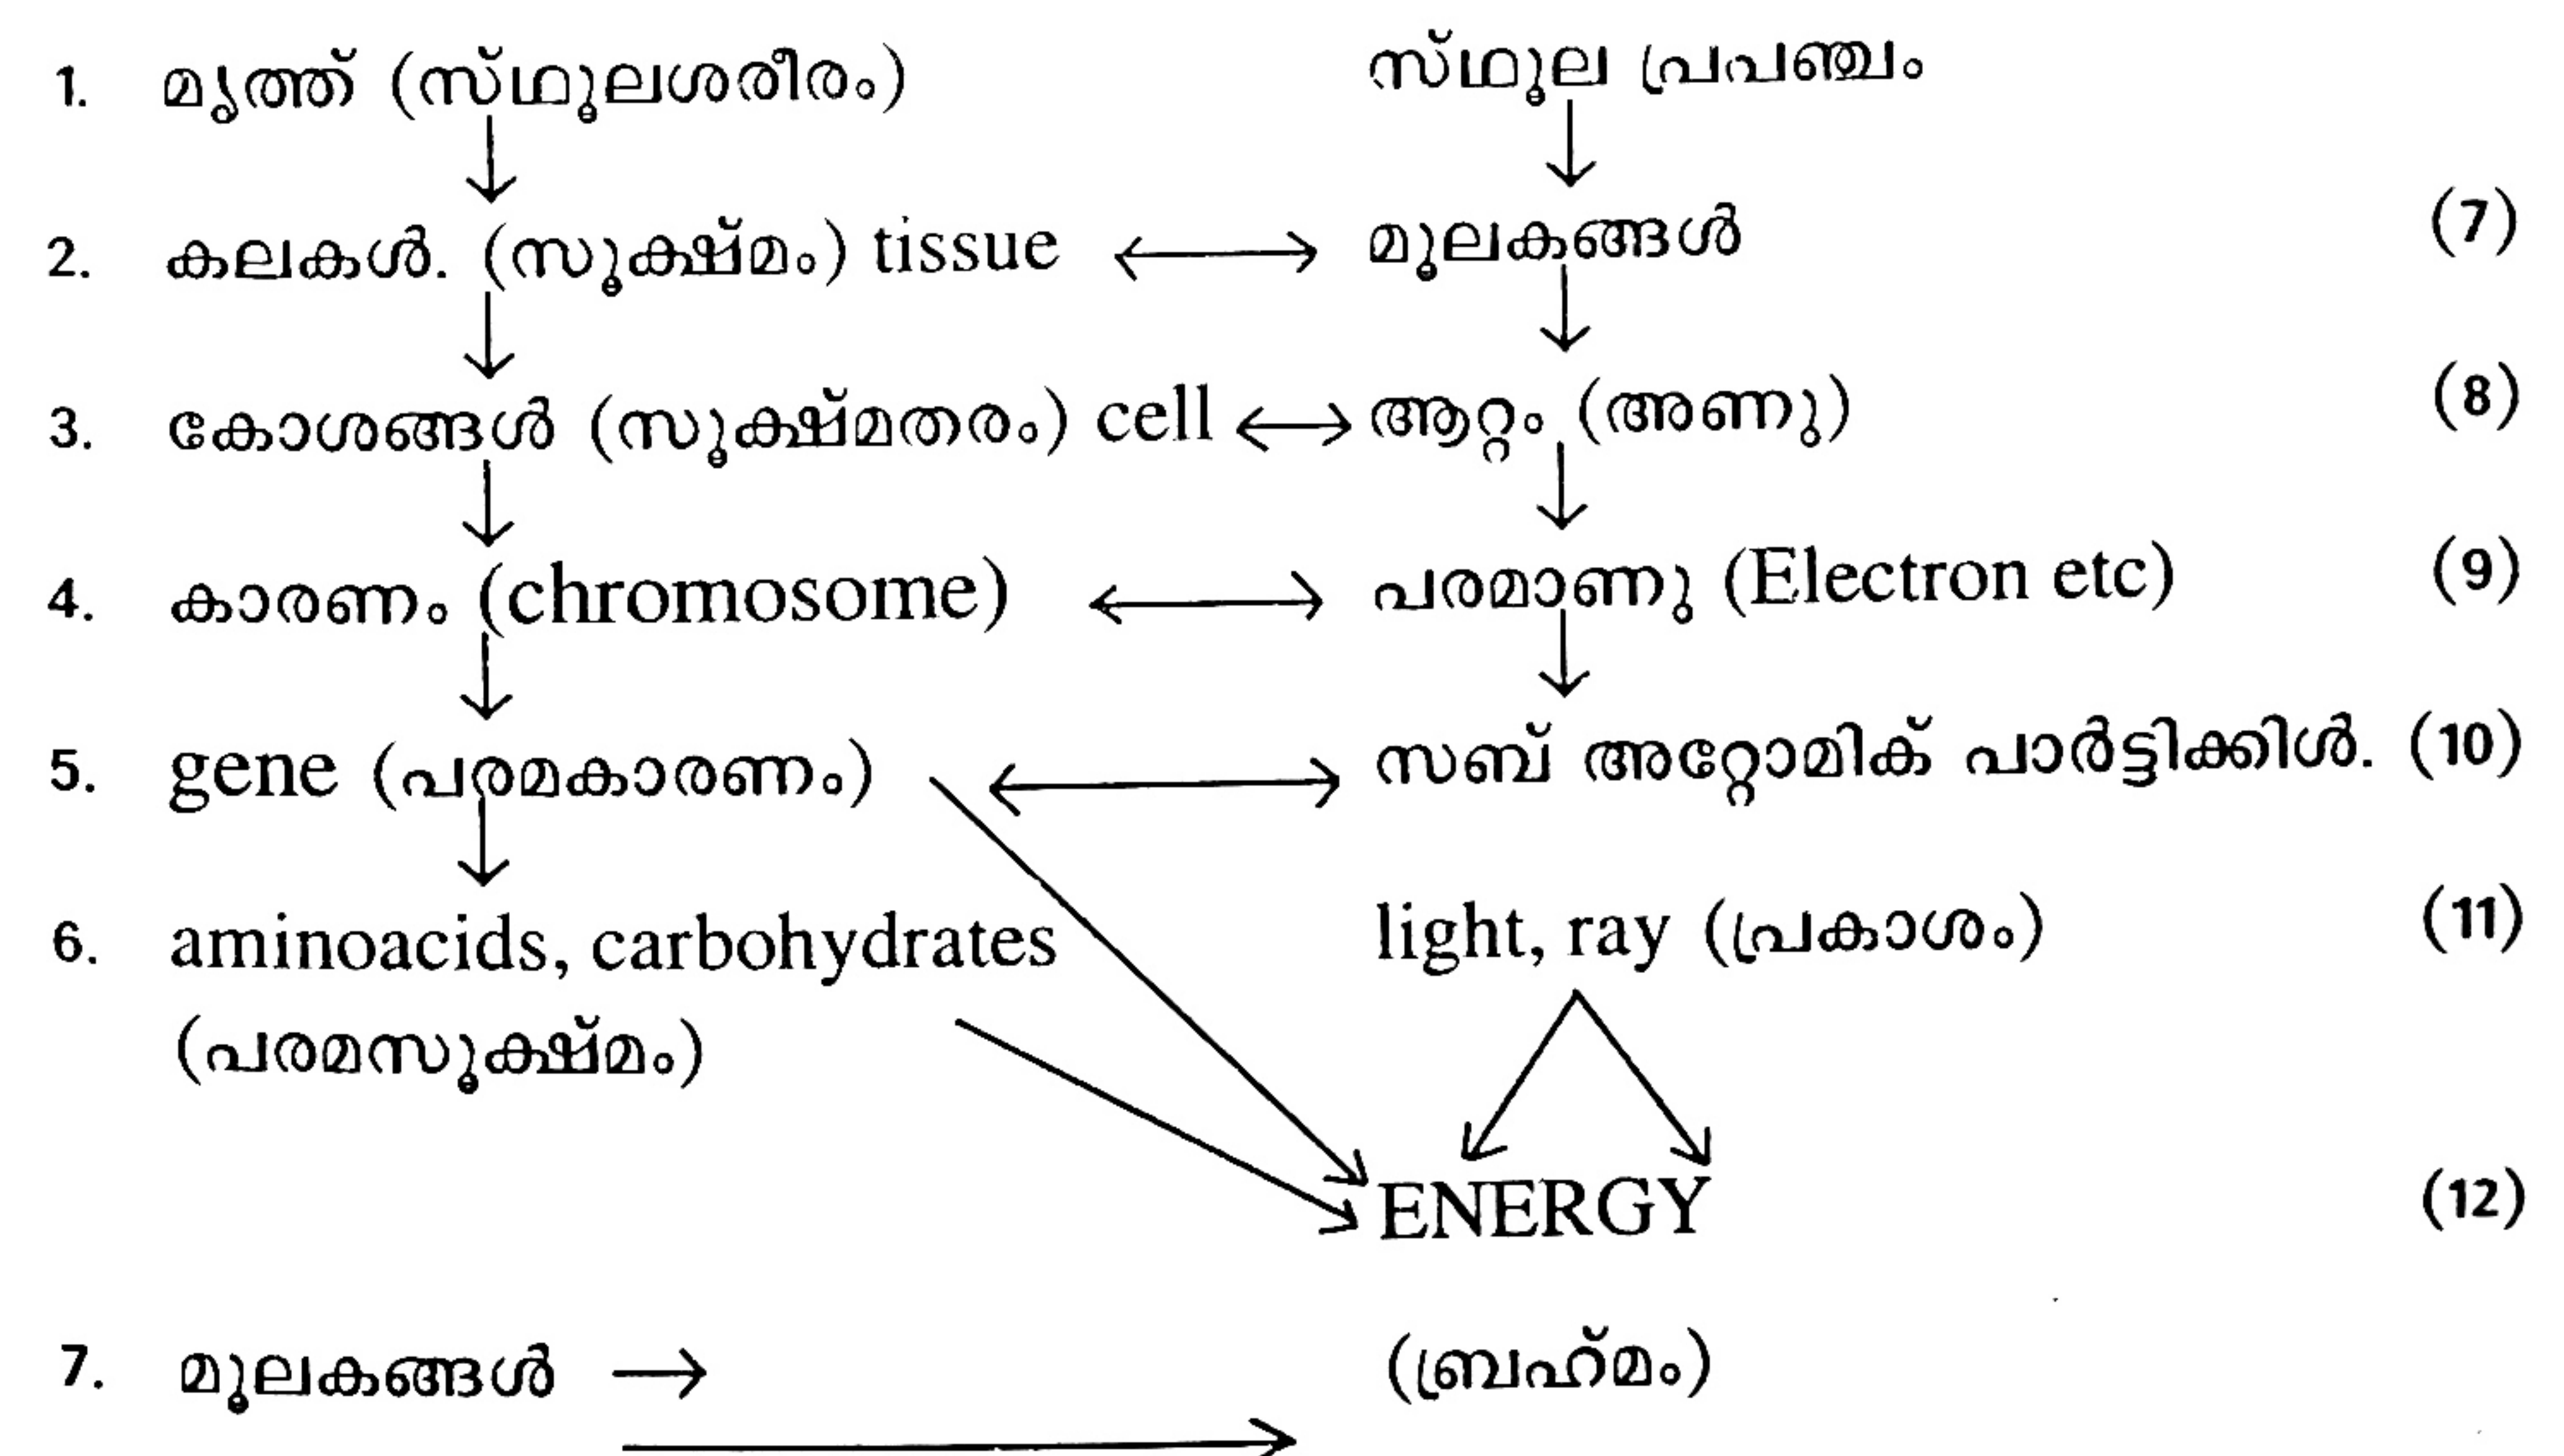 1. മൃത്ത് (സ്ഥൂലശരീരം) സ്ഥൂല പ്രപഞ്ചം
2. കലകൾ. (സൂക്ഷ്മം) tissue ⟷ മൂലകങ്ങൾ (7)
3. കോശങ്ങൾ (സൂക്ഷ്മതരം) cell ⟷ ആറ്റം (അണു) (8)
4. കാരണം (chromosome) ⟷ പരമാണു (Electron etc) (9)
5. gene (പരമകാരണം) ⟷ സബ് അറ്റോമിക് പാർട്ടിക്കിൾ. (10)
6. aminoacids, carbohydrates light, ray (പ്രകാശം) (11)
(പരമസൂക്ഷ്മം)
ENERGY (12)
7. മൂലകങ്ങൾ → (ബ്രഹ്മം)